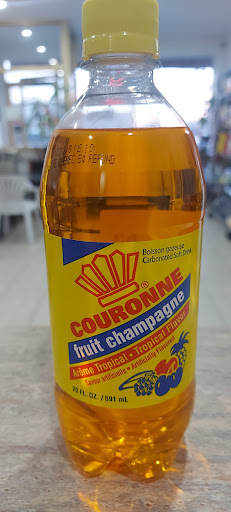 Boisson gazeuse
Carbonated Soft Drink
®
COURONNE
fruit champagne
Arôme Tropical • Tropical Flavor
Saveur artificielle • Artificially Flavored
20 FL. OZ./591 mL